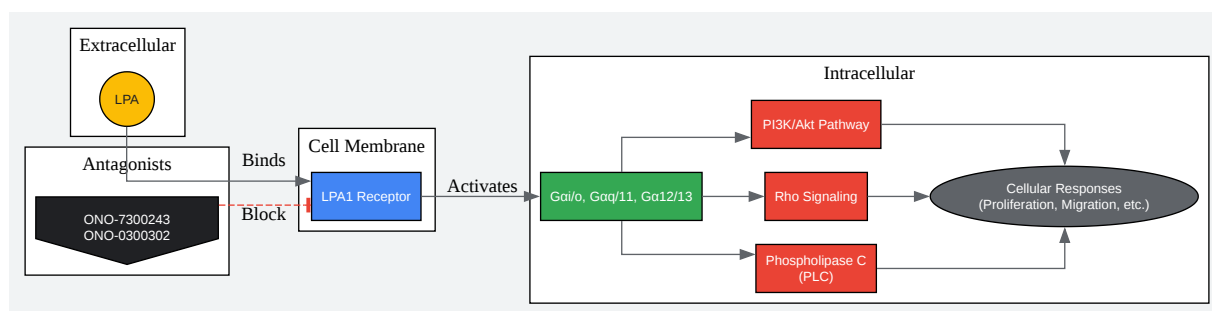 Extracellular
LPA
Antagonists
ONO-7300243
ONO-0300302
Binds
Block
Cell Membrane
LPA1 Receptor
Activates
Intracellular
Gαi/o, Gαq/11, Gα12/13
PI3K/Akt Pathway
Rho Signaling
Phospholipase C
(PLC)
Cellular Responses
(Proliferation, Migration, etc.)